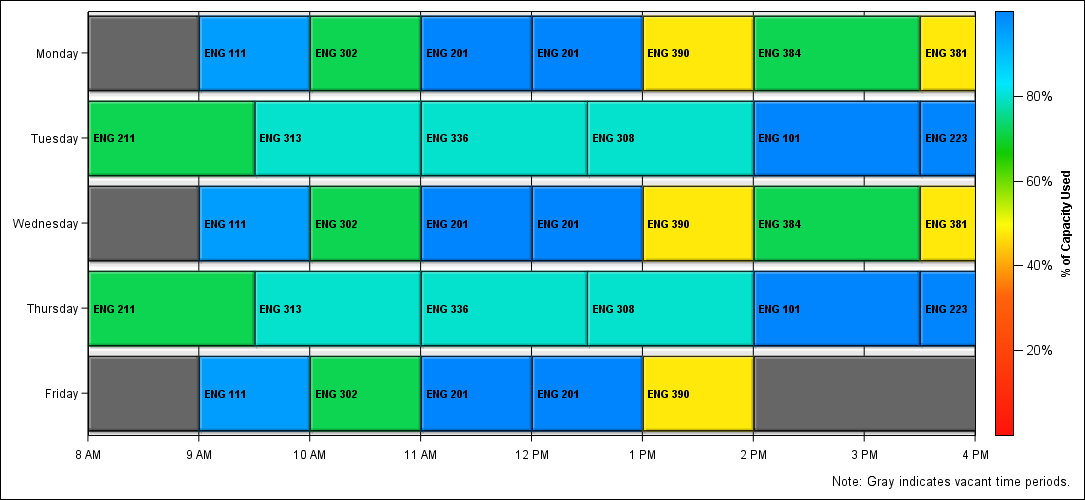 Monday
ENG 111
ENG 302
ENG 201
ENG 201
ENG 390
ENG 384
ENG 381
Tuesday
ENG 211
ENG 313
ENG 336
ENG 308
ENG 101
ENG 223
Wednesday
ENG 111
ENG 302
ENG 201
ENG 201
ENG 390
ENG 384
ENG 381
Thursday
ENG 211
ENG 313
ENG 336
ENG 308
ENG 101
ENG 223
Friday
ENG 111
ENG 302
ENG 201
ENG 201
ENG 390
8 AM
9 AM
10 AM
11 AM
12 PM
1 PM
2 PM
3 PM
4 PM
80%
60%
40%
20%
% of Capacity Used
Note: Gray indicates vacant time periods.